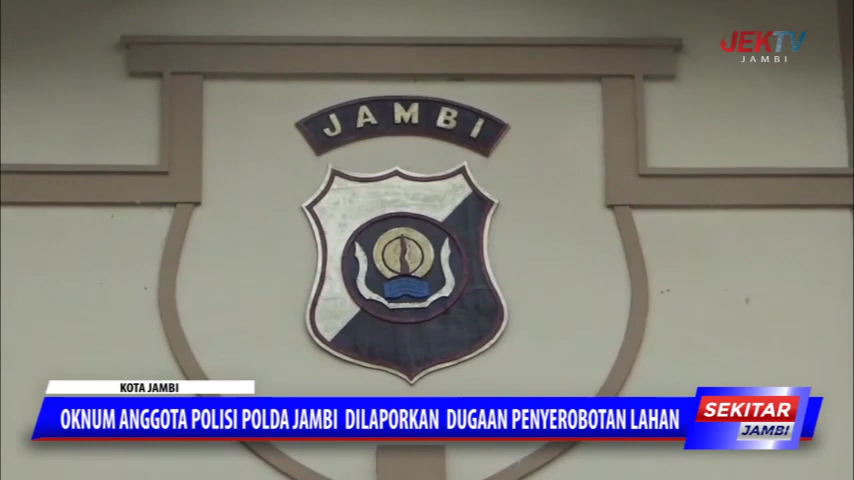 JEKTV
JAMBI
JAMBI
KOTA JAMBI
OKNUM ANGGOTA POLISI POLDA JAMBI DILAPORKAN DUGAAN PENYEROBOTAN LAHAN
SEKITAR
JAMBI